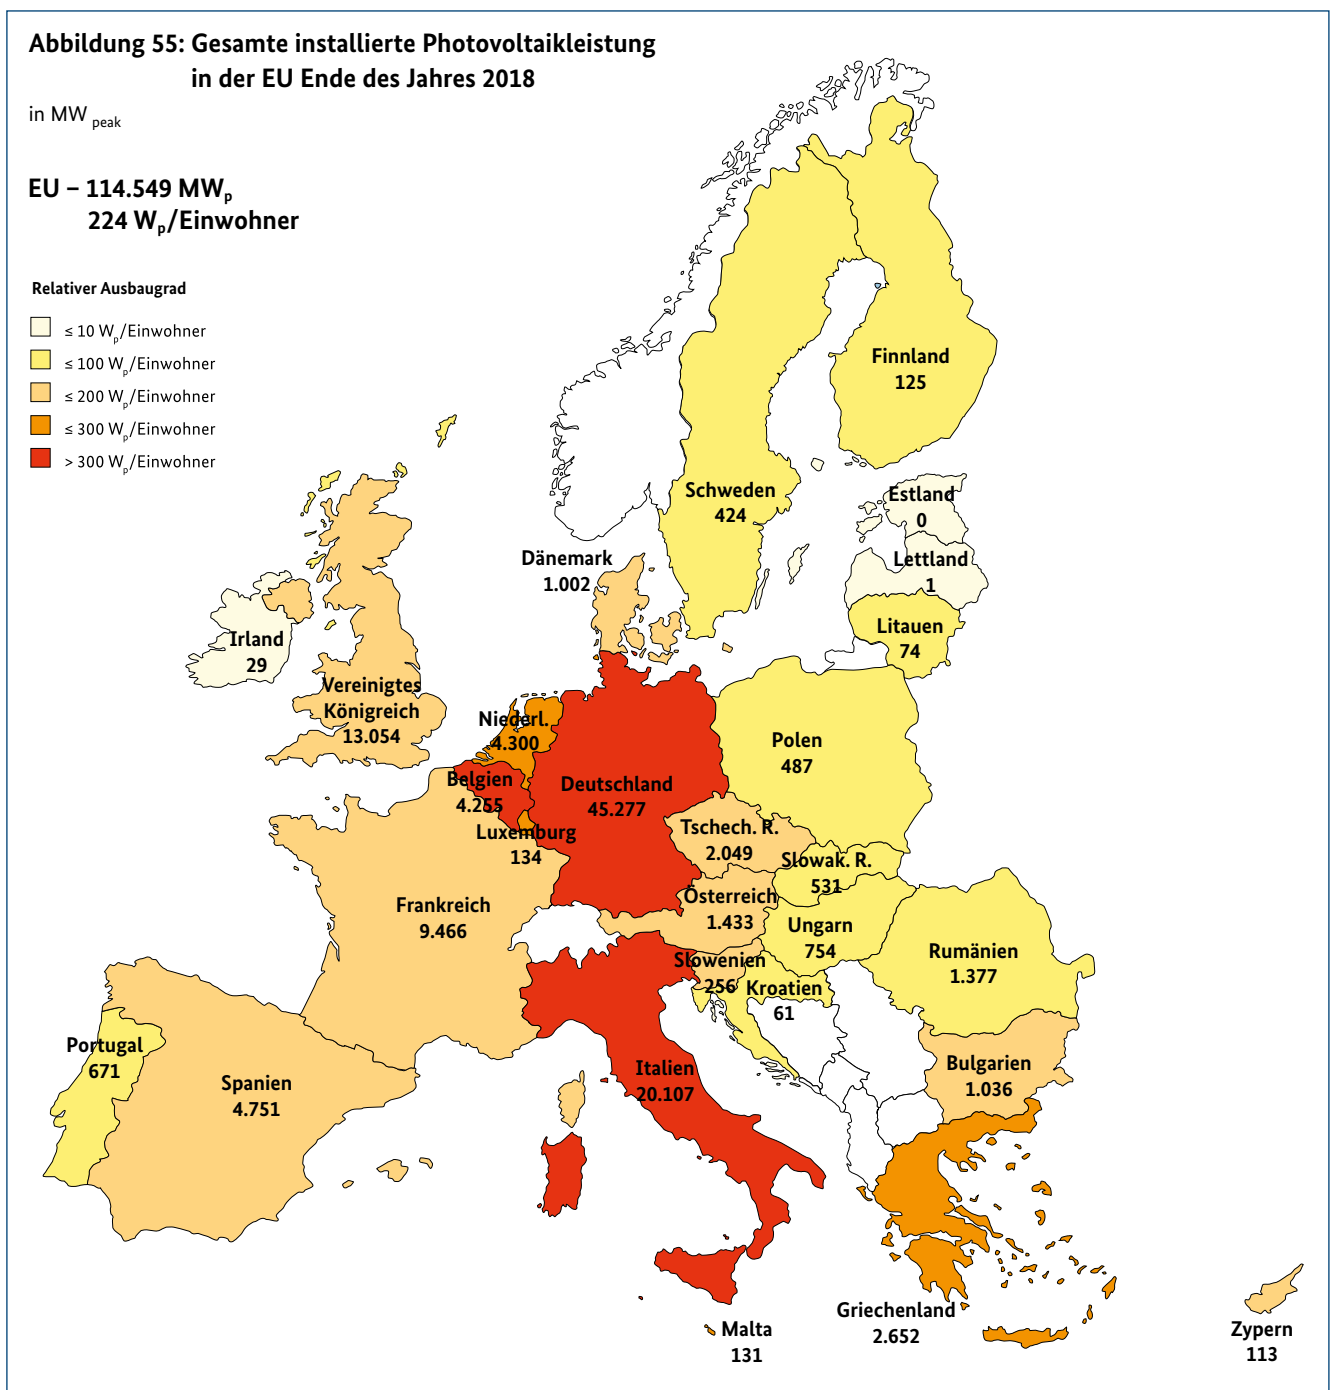 Abbildung 55: Gesamte installierte Photovoltaikleistung
in der EU Ende des Jahres 2018
in MW peak
EU – 114.549 MWp
224 Wp/Einwohner
Relativer Ausbaugrad
≤ 10 Wp/Einwohner
≤ 100 Wp/Einwohner
≤ 200 Wp/Einwohner
≤ 300 Wp/Einwohner
> 300 Wp/Einwohner
Finnland
125
Schweden
424
Estland
0
Lettland
1
Litauen
74
Dänemark
1.002
Irland
29
Vereinigtes
Königreich
13.054
Niederl.
4.300
Belgien
4.255
Luxemburg
134
Deutschland
45.277
Polen
487
Tschech. R.
2.049
Slowak. R.
531
Österreich
1.433
Ungarn
754
Rumänien
1.377
Frankreich
9.466
Slowenien
256
Kroatien
61
Portugal
671
Spanien
4.751
Italien
20.107
Bulgarien
1.036
Griechenland
2.652
Malta
131
Zypern
113